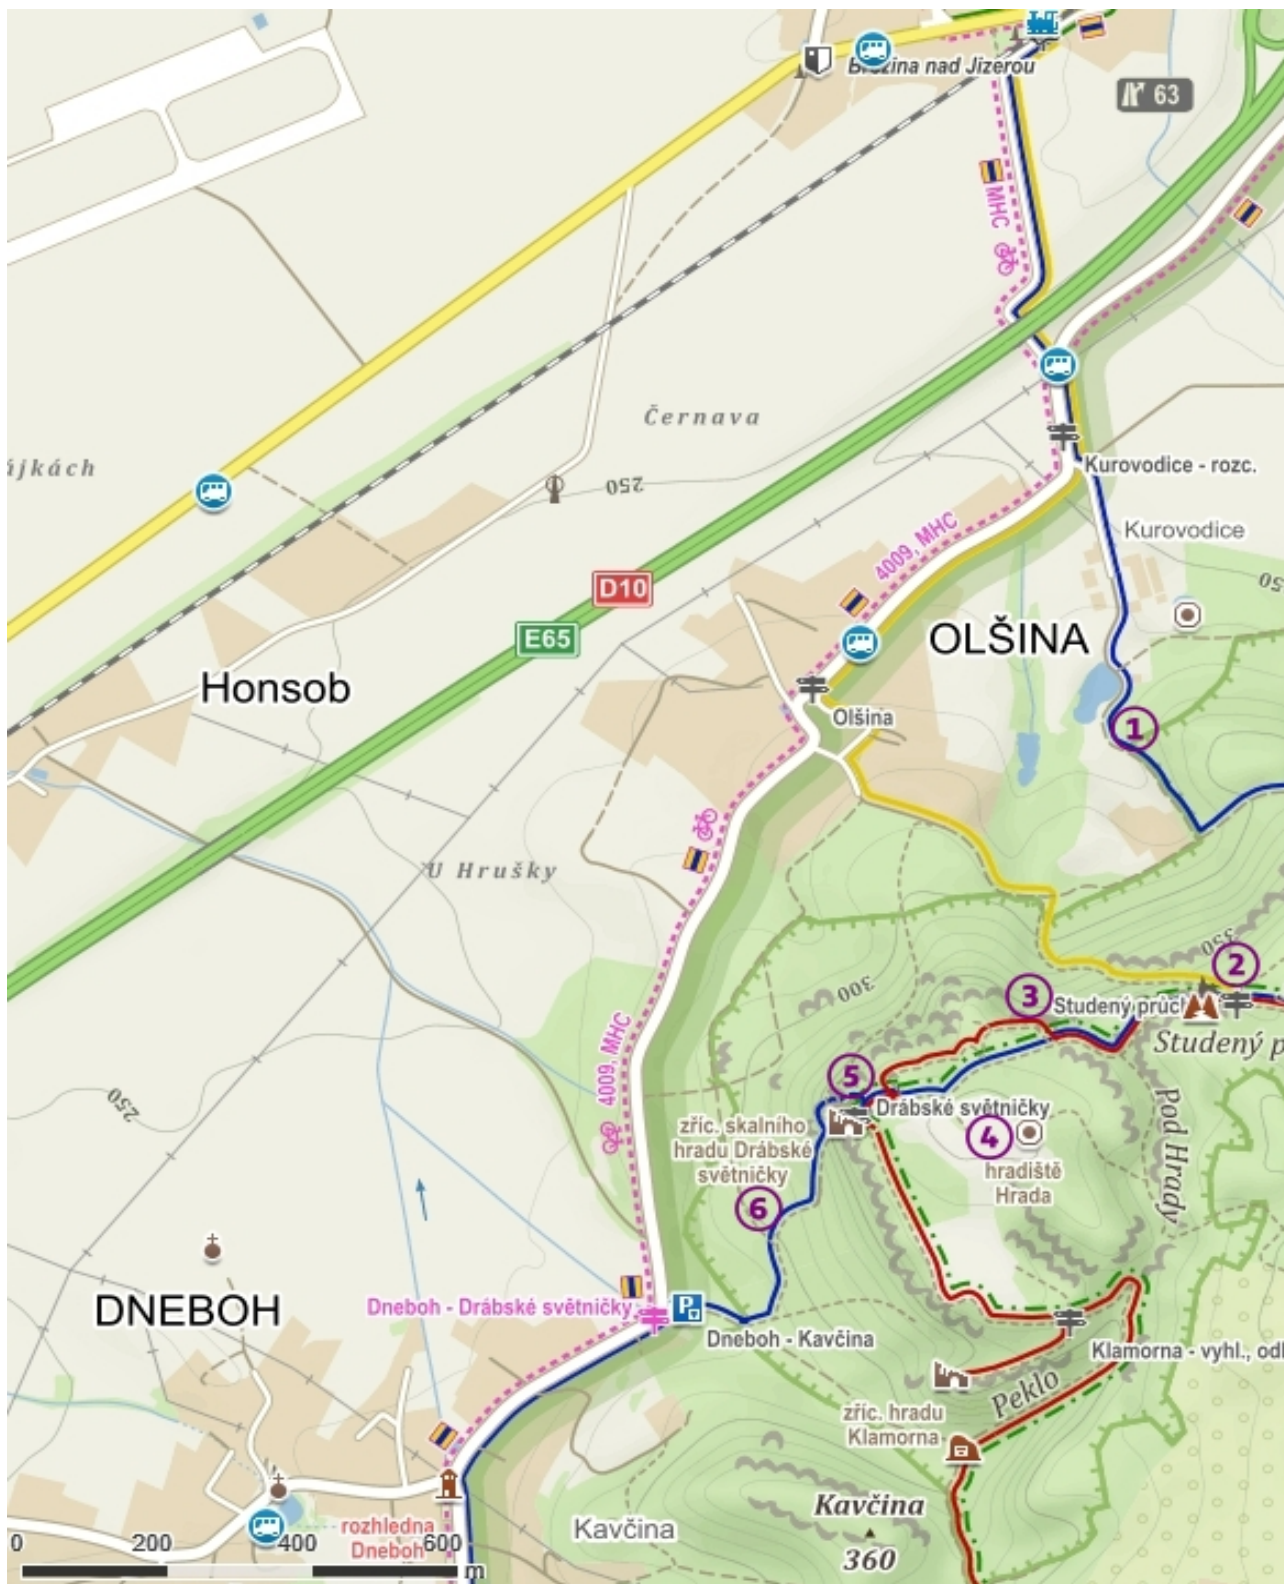 Březina nad Jizerou
63
MHC
Černava
ájkách
250
Kurovodice - rozc.
Kurovodice
4009, MHC
D10
E65
OLŠINA
50
Honsob
Olšina
1
U Hrušky
350
2
300
3
Studený průch
Studený p
4009, MHC
250
5
Drábské světničky
zříc. skalního
hradu Drábské
světničky
4
hradiště
Hrada
Pod Hrady
6
DNEBOH
Dneboh - Drábské světničky
P
Dneboh - Kavčina
Klamorna - vyhl., odl
Peklo
zříc. hradu
Klamorna
Kavčina
360
Kavčina
rozhledna
Dneboh
0 200 400 600
m